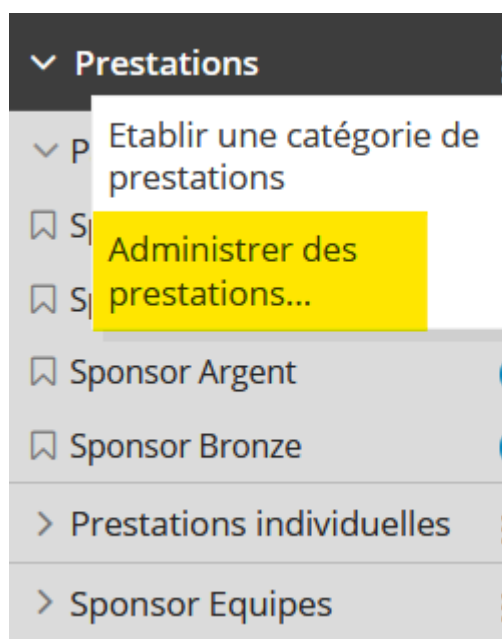 Prestations
Etablir une catégorie de
prestations
Administrer des
prestations...
Sponsor Argent
Sponsor Bronze
Prestations individuelles
Sponsor Equipes